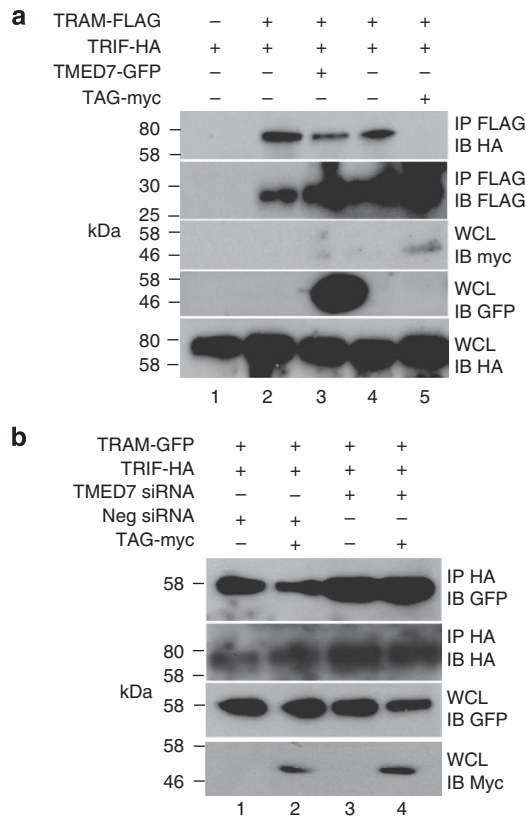 a
TRAM-FLAG – + + + +
TRIF-HA + + + + +
TMED7-GFP – – + – –
TAG-myc – – – – +
80 –
58 –
IP FLAG
IB HA
30 –
25 –
IP FLAG
IB FLAG
kDa
58 –
46 –
WCL
IB myc
58 –
46 –
WCL
IB GFP
80 –
58 –
WCL
IB HA
1 2 3 4 5
b
TRAM-GFP + + + +
TRIF-HA + + + +
TMED7 siRNA – – + +
Neg siRNA + + – –
TAG-myc – + – +
58 –
IP HA
IB GFP
80 –
58 –
IP HA
IB HA
kDa
58 –
WCL
IB GFP
58 –
46 –
WCL
IB Myc
1 2 3 4